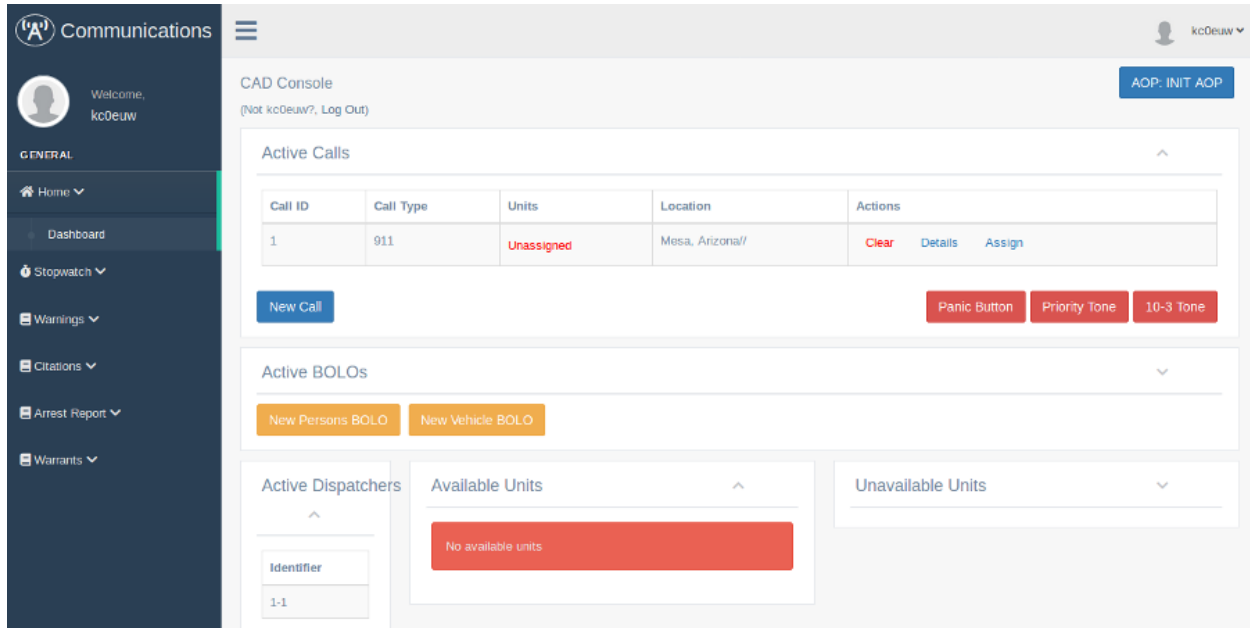 ((A)) Communications
kc0euw
Welcome,
kc0euw
GENERAL
Home
Dashboard
Stopwatch
Warnings
Citations
Arrest Report
Warrants
CAD Console
AOP: INIT AOP
(Not kc0euw?, Log Out)
Active Calls
Call ID Call Type Units Location Actions
1 911 Unassigned Mesa, Arizona// Clear Details Assign
New Call Panic Button Priority Tone 10-3 Tone
Active BOLOs
New Persons BOLO New Vehicle BOLO
Active Dispatchers
Identifier
1-1
Available Units
No available units
Unavailable Units